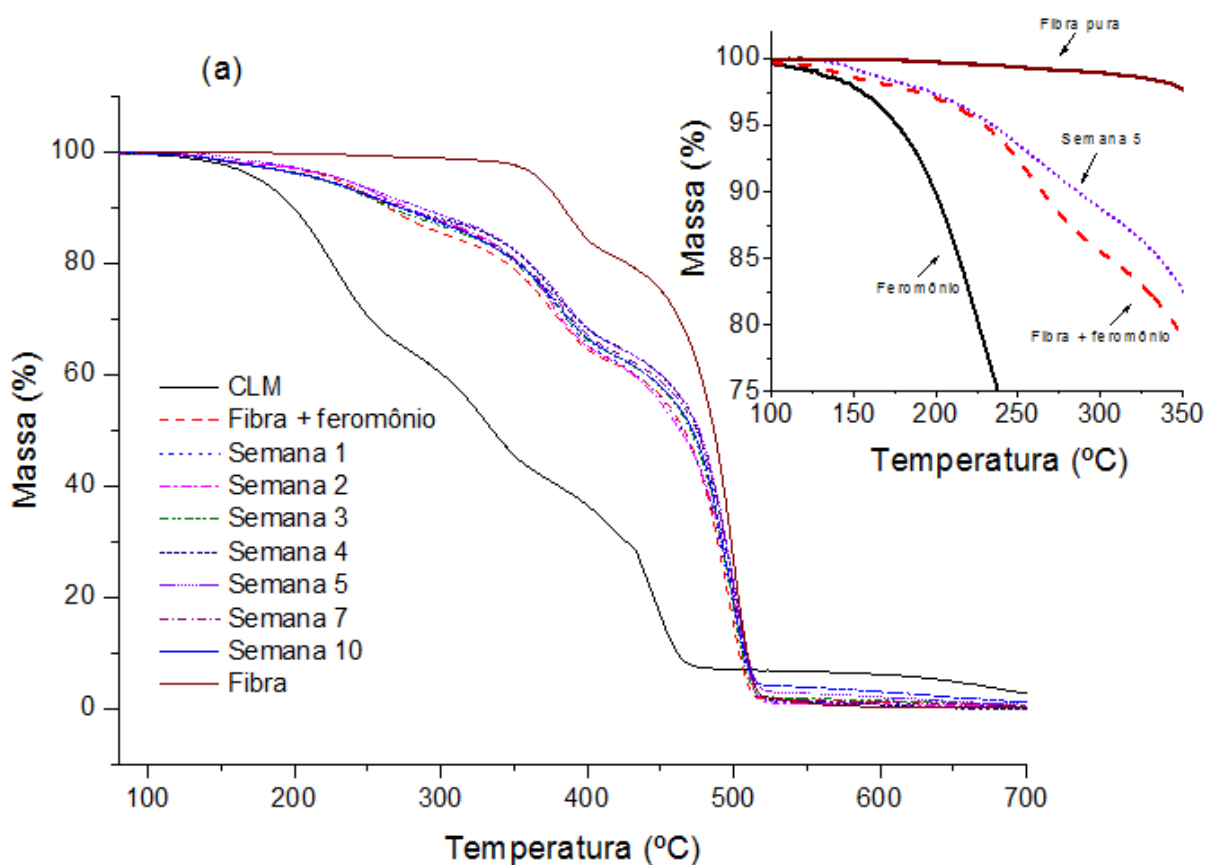 (a)
Massa (%)
100
80
60
40
20
0
CLM
Fibra + feromônio
Semana 1
Semana 2
Semana 3
Semana 4
Semana 5
Semana 7
Semana 10
Fibra
100 200 300 400 500 600 700
Temperatura (ºC)
Massa (%)
100
95
90
85
80
75
Fibra pura
Semana 5
Feromônio
Fibra + feromônio
100 150 200 250 300 350
Temperatura (ºC)